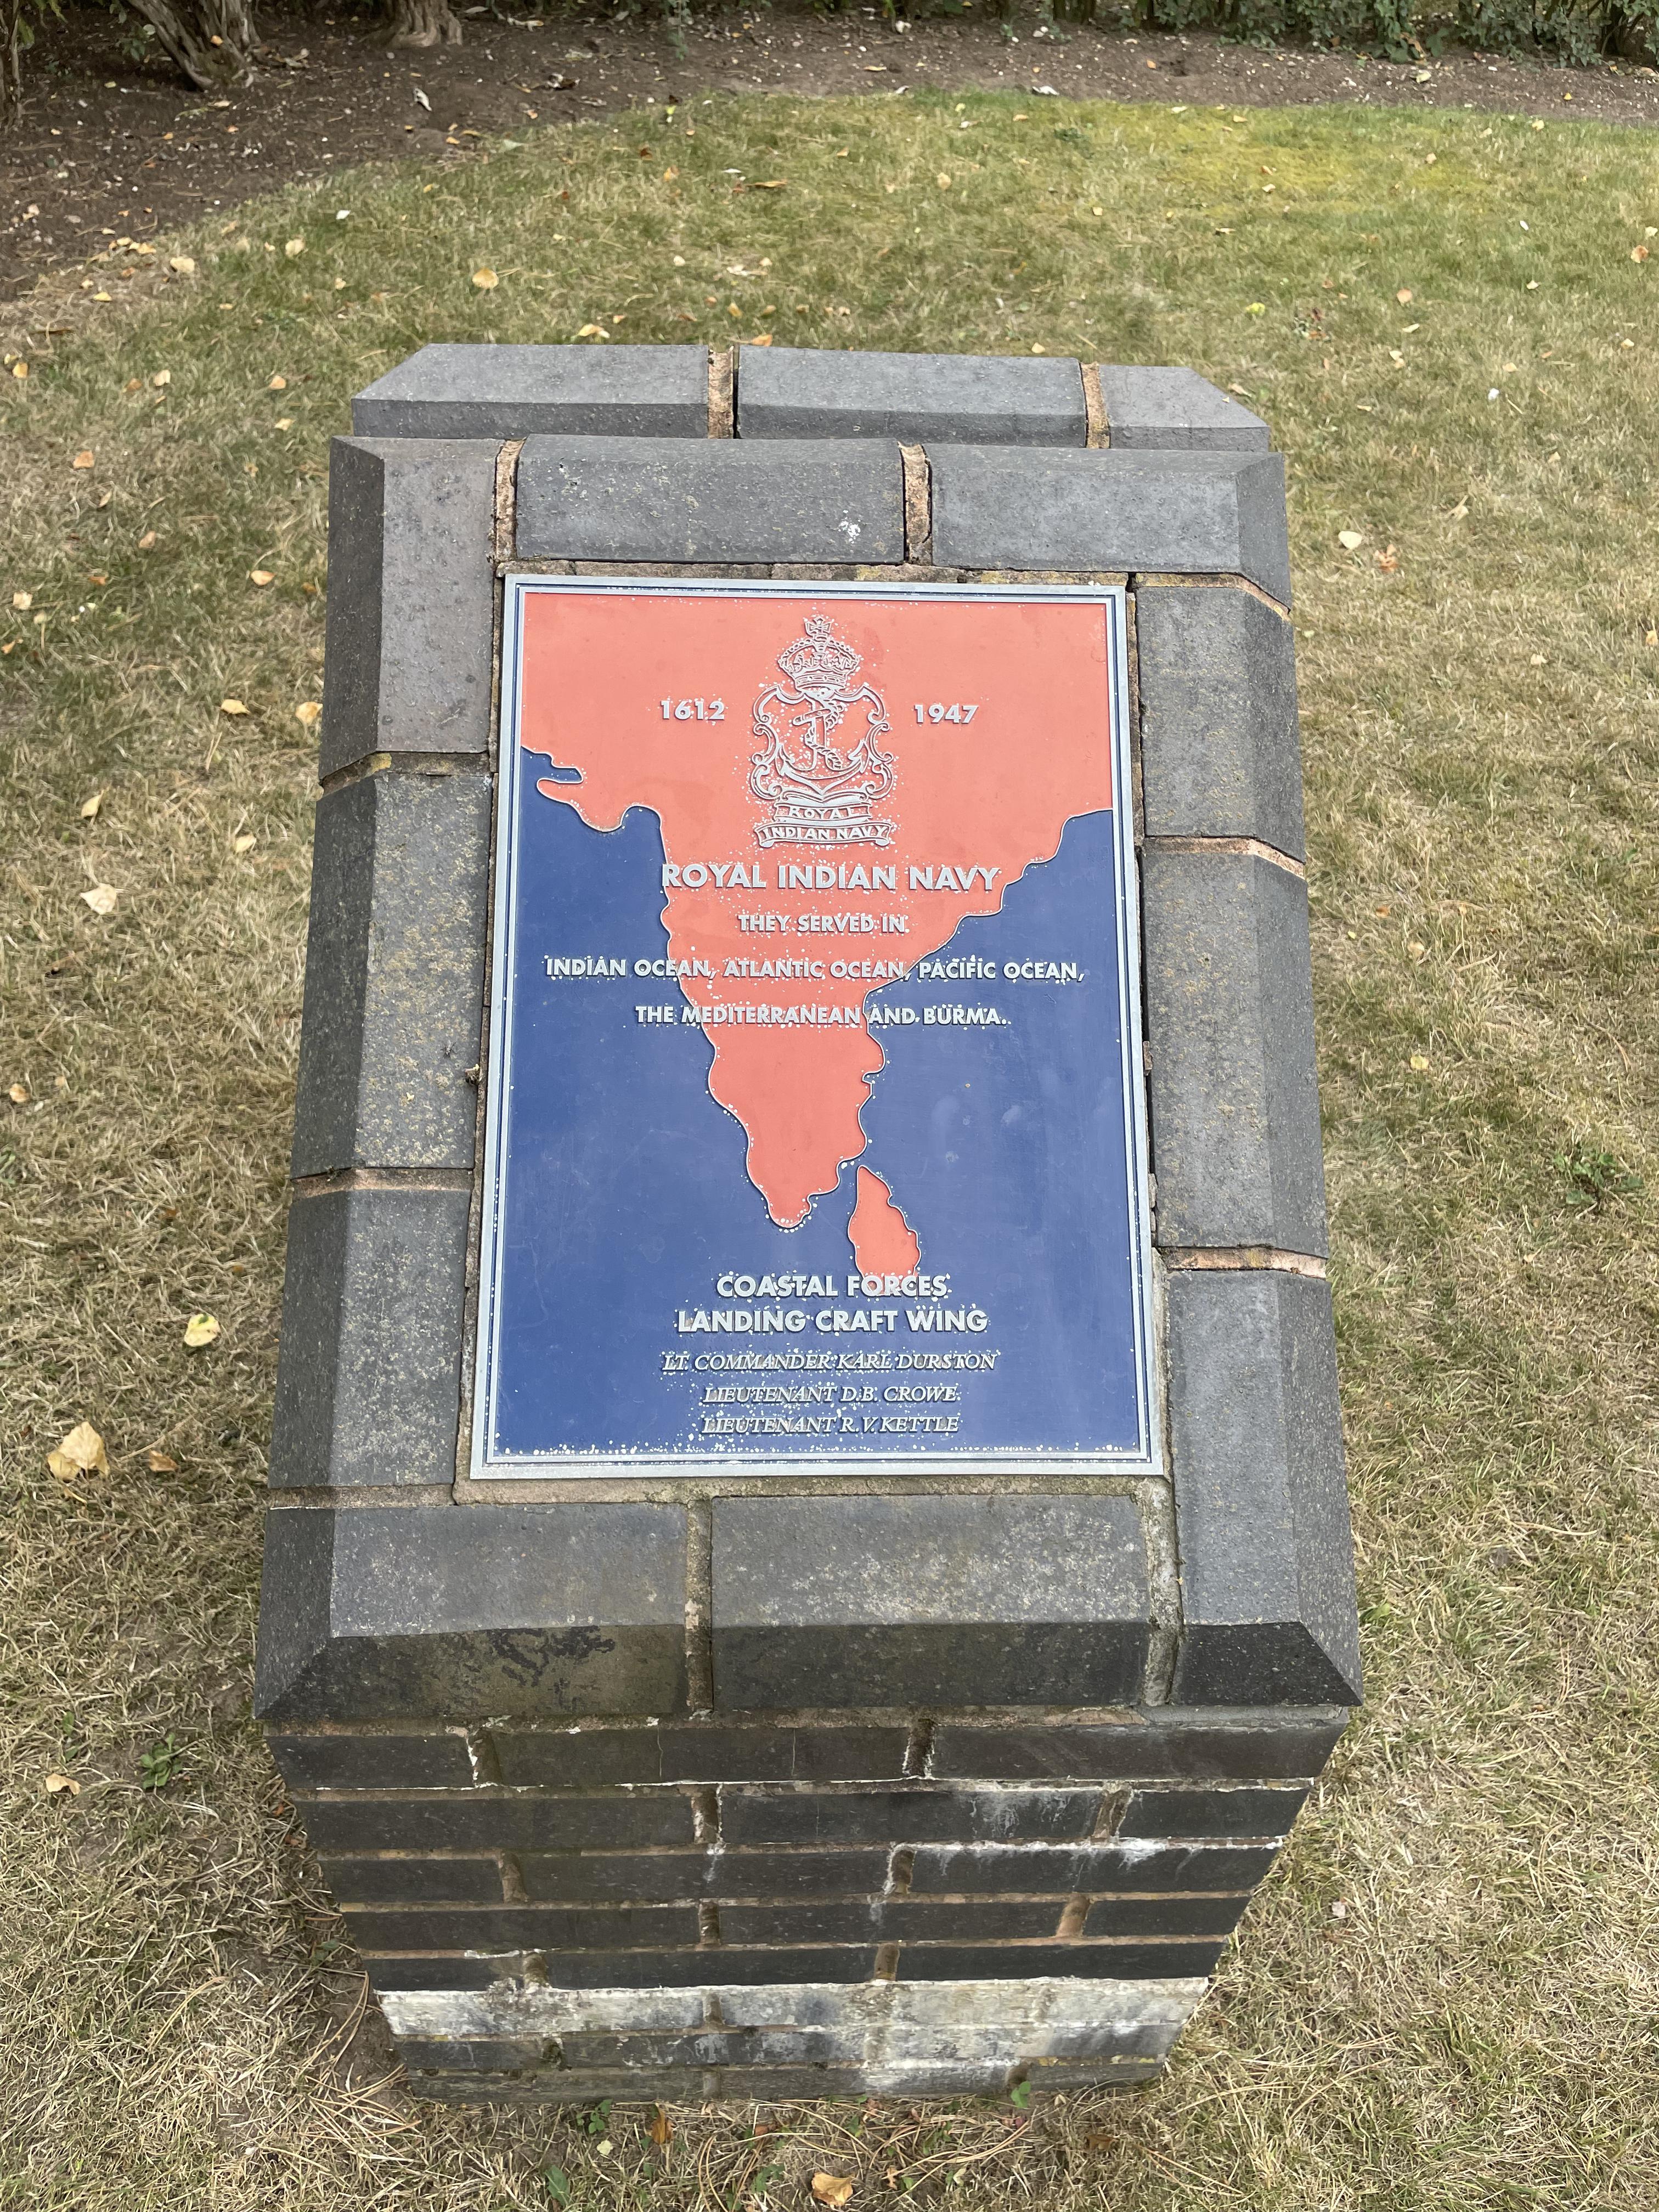 1612 1947
ROYAL
INDIAN NAVY
ROYAL INDIAN NAVY
THEY SERVED IN
INDIAN OCEAN, ATLANTIC OCEAN, PACIFIC OCEAN,
THE MEDITERRANEAN AND BURMA.
COASTAL FORCES
LANDING CRAFT WING
LT. COMMANDER KARL DURSTON
LIEUTENANT D.B. CROWE
LIEUTENANT R.V. KETTLE